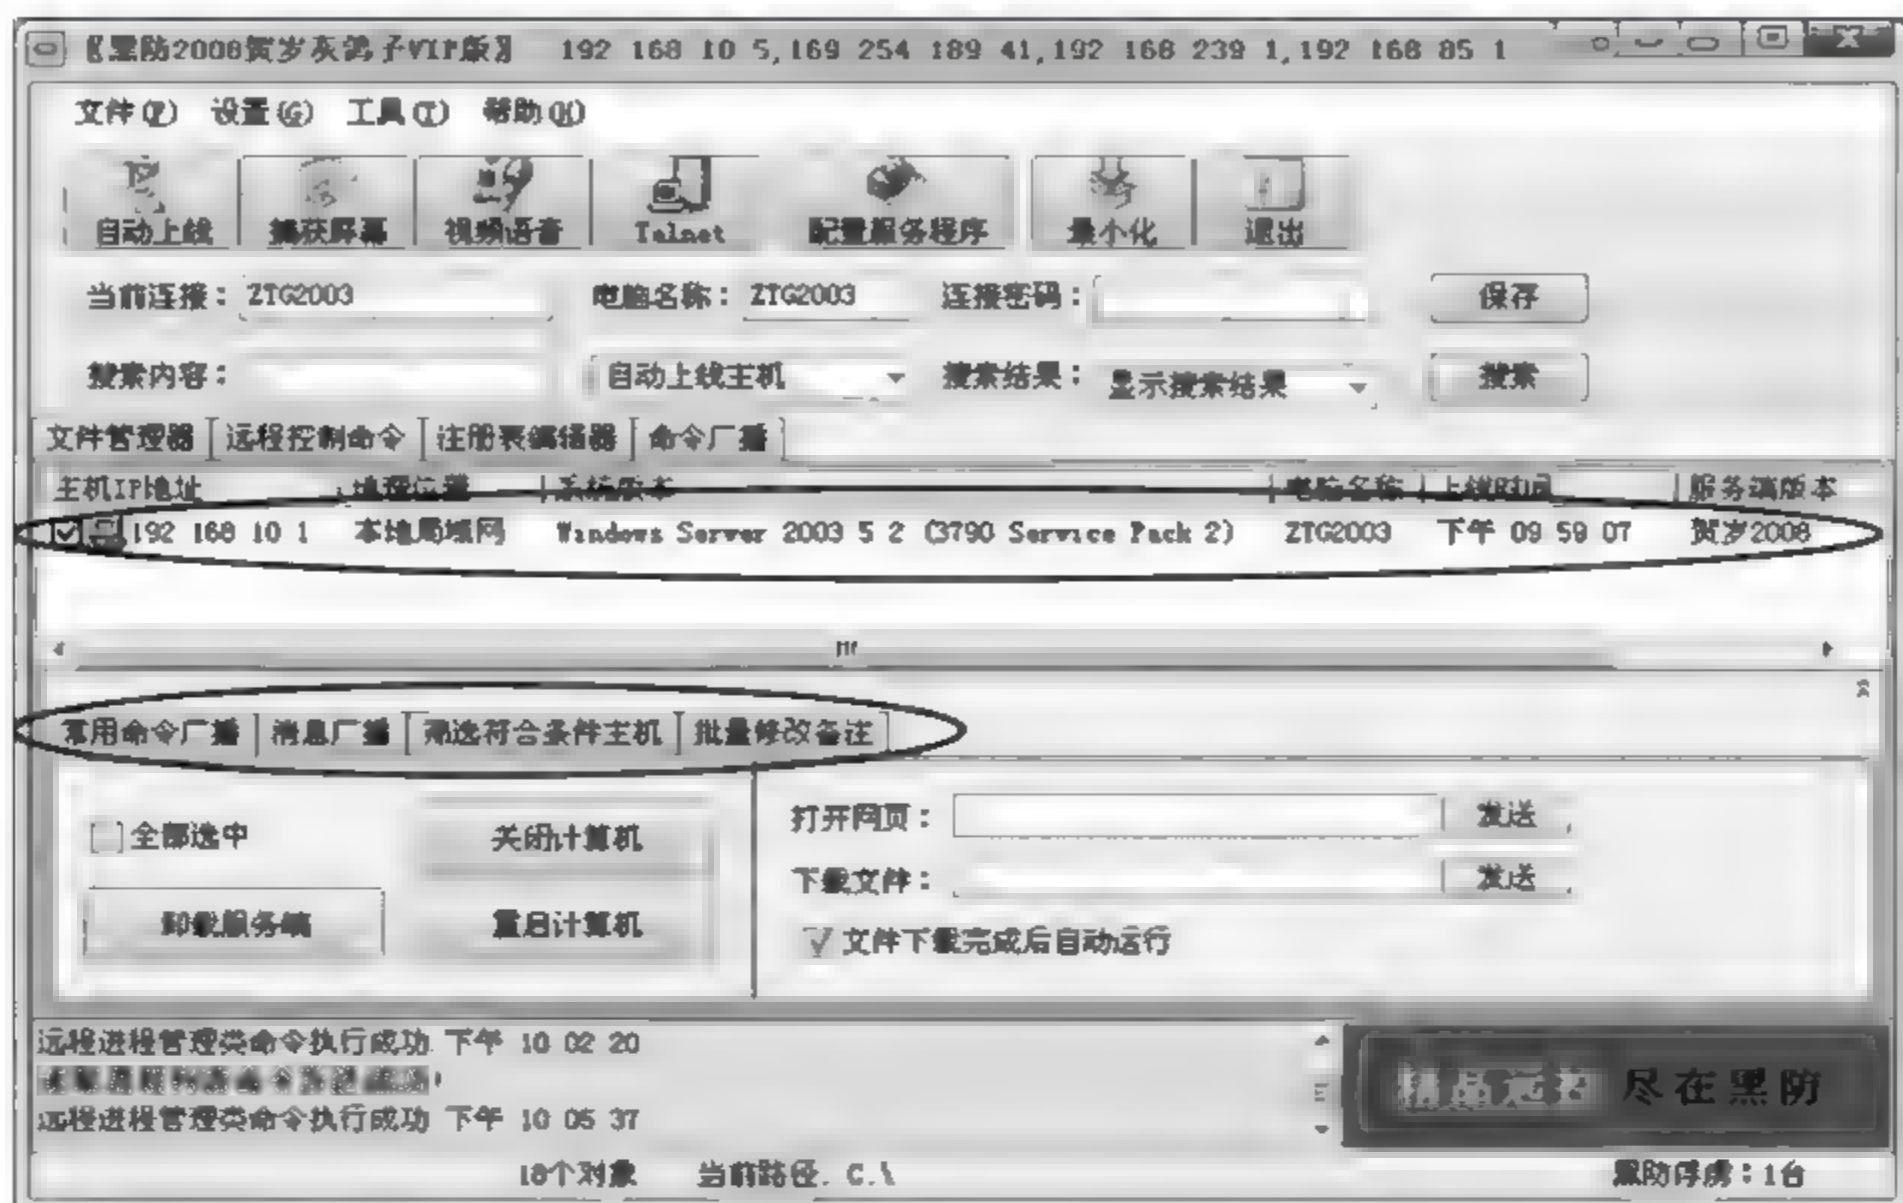 〖黑防2008贺岁灰鸽子VIP版〗 192 168 10 5,169 254 189 41,192 168 239 1,192 168 85 1
文件(F) 设置(G) 工具(T) 帮助(H)
自动上线 捕获屏幕 视频语音 Telnet 配置服务程序 最小化 退出
当前连接: ZTG2003 电脑名称: ZTG2003 连接密码: 保存
搜索内容: 自动上线主机 搜索结果: 显示搜索结果 搜索
文件管理器 远程控制命令 注册表编辑器 命令广播
主机IP地址 地理位置 系统版本 电脑名称 上线时间 服务端版本
192 168 10 1 本地局域网 Windows Server 2003 5 2 (3790 Service Pack 2) ZTG2003 下午 09 59 07 贺岁2008
常用命令广播 消息广播 筛选符合条件主机 批量修改备注
全部选中 关闭计算机 打开网页: 发送
下载文件: 发送
卸载服务端 重启计算机 文件下载完成后自动运行
远程进程管理类命令执行成功 下午 10 02 20
远程进程管理类命令执行成功 下午 10 05 37
尽在黑防
18个对象 当前路径. C.\ 黑防俘虏:1台